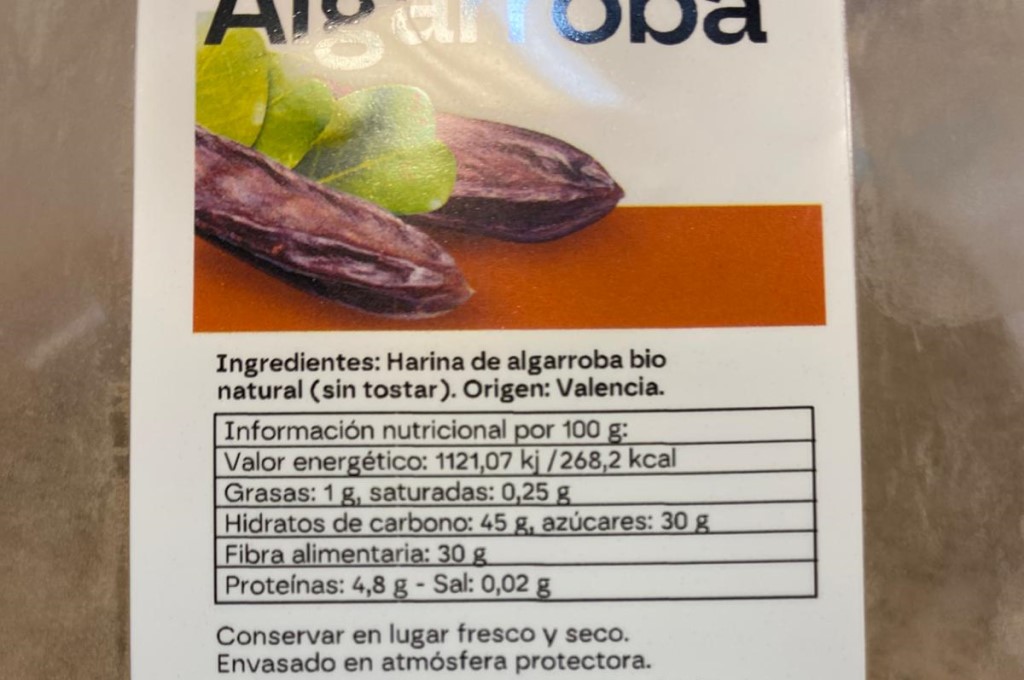 Algarroba
Ingredientes: Harina de algarroba bio
natural (sin tostar). Origen: Valencia.
Información nutricional por 100 g:
Valor energético: 1121,07 kj /268,2 kcal
Grasas: 1 g, saturadas: 0,25 g
Hidratos de carbono: 45 g, azúcares: 30 g
Fibra alimentaria: 30 g
Proteínas: 4,8 g - Sal: 0,02 g
Conservar en lugar fresco y seco.
Envasado en atmósfera protectora.